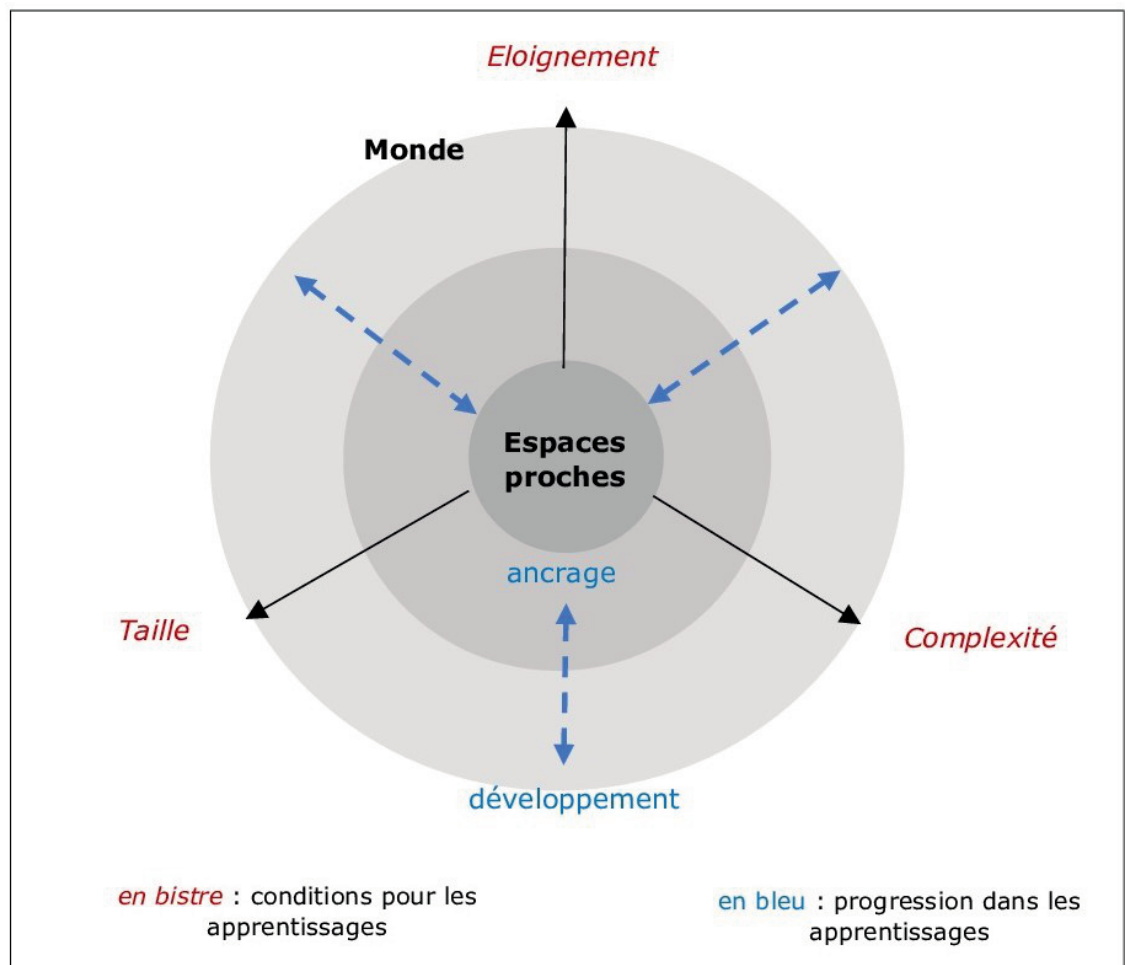 Eloignement
Monde
Espaces
proches
ancrage
Taille
Complexité
développement
en bistre : conditions pour les
apprentissages
en bleu : progression dans les
apprentissages